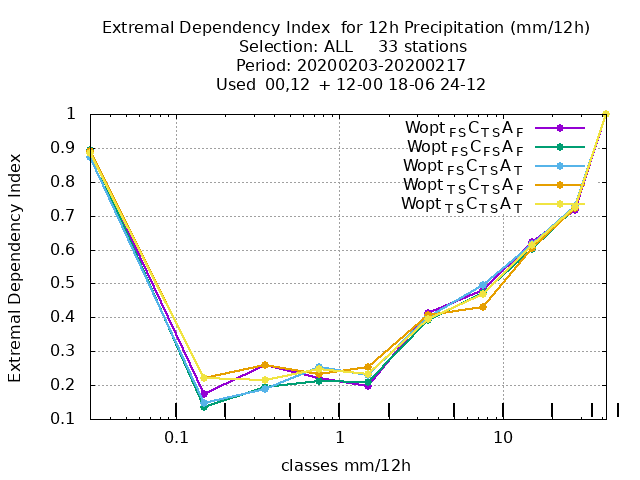 Extremal Dependency Index for 12h Precipitation (mm/12h)
Selection: ALL 33 stations
Period: 20200203-20200217
Used 00,12 + 12-00 18-06 24-12
Extremal Dependency Index
1
0.9
0.8
0.7
0.6
0.5
0.4
0.3
0.2
0.1
Wopt FS C TS A F
Wopt FS C FS A F
Wopt FS C TS A T
Wopt TS C TS A F
Wopt TS C TS A T
0.1 1 10
classes mm/12h